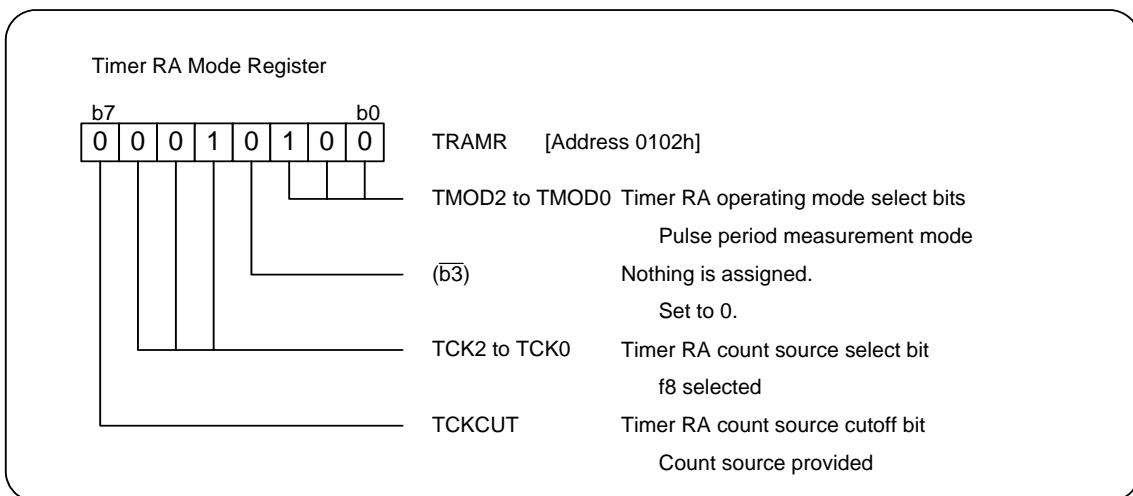 Timer RA Mode Register
b7 b0
0 0 0 1 0 1 0 0 TRAMR [Address 0102h]
TMOD2 to TMOD0 Timer RA operating mode select bits
Pulse period measurement mode
(b3) Nothing is assigned.
Set to 0.
TCK2 to TCK0 Timer RA count source select bit
f8 selected
TCKCUT Timer RA count source cutoff bit
Count source provided